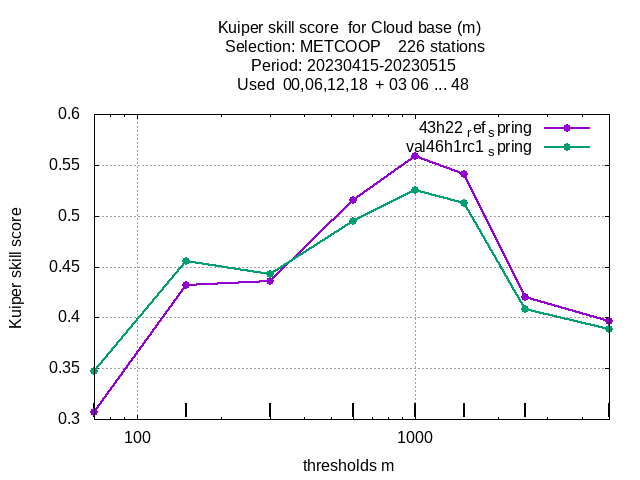 Kuiper skill score  for Cloud base (m)
Selection: METCOOP    226 stations
Period: 20230415-20230515
Used  00,06,12,18  + 03 06 ... 48
0.6
43h22 ref spring
val46h1rc1 spring
0.55
0.5
0.45
0.4
0.35
0.3
Kuiper skill score
100
1000
thresholds m